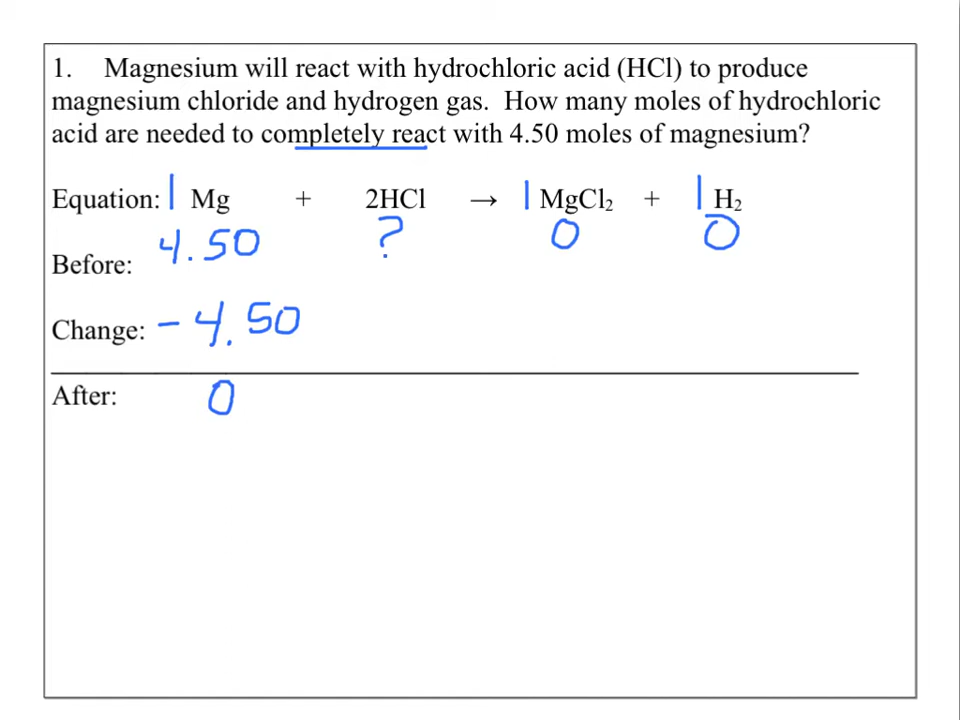 1. Magnesium will react with hydrochloric acid (HCl) to produce
magnesium chloride and hydrogen gas. How many moles of hydrochloric
acid are needed to completely react with 4.50 moles of magnesium?
Equation: 1 Mg + 2HCl → 1 MgCl₂ + 1 H₂
Before: 4.50 ? 0 0
Change: - 4.50
After: 0